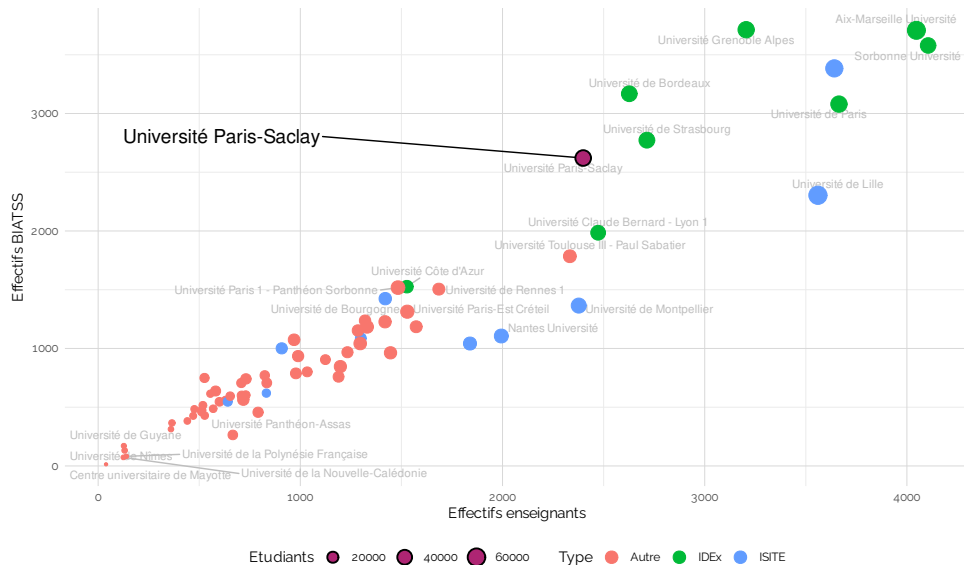 Aix-Marseille Université
Université Grenoble Alpes
Sorbonne Université
Université de Bordeaux
Université de Paris
Université de Strasbourg
Université Paris-Saclay
Université Paris-Saclay
Université de Lille
Université Claude Bernard - Lyon 1
Université Toulouse III - Paul Sabatier
Université Côte d'Azur
Université Paris 1 - Panthéon Sorbonne
Université de Rennes 1
Université de Bourgogne
Université Paris-Est Créteil
Université de Montpellier
Nantes Université
Université Panthéon-Assas
Université de Guyane
Université de Nîmes
Université de la Polynésie Française
Centre universitaire de Mayotte
Université de la Nouvelle-Calédonie
Effectifs BIATSS
3000
2000
1000
0
0 1000 2000 3000 4000
Effectifs enseignants
Etudiants 20000 40000 60000 Type Autre IDEx ISITE